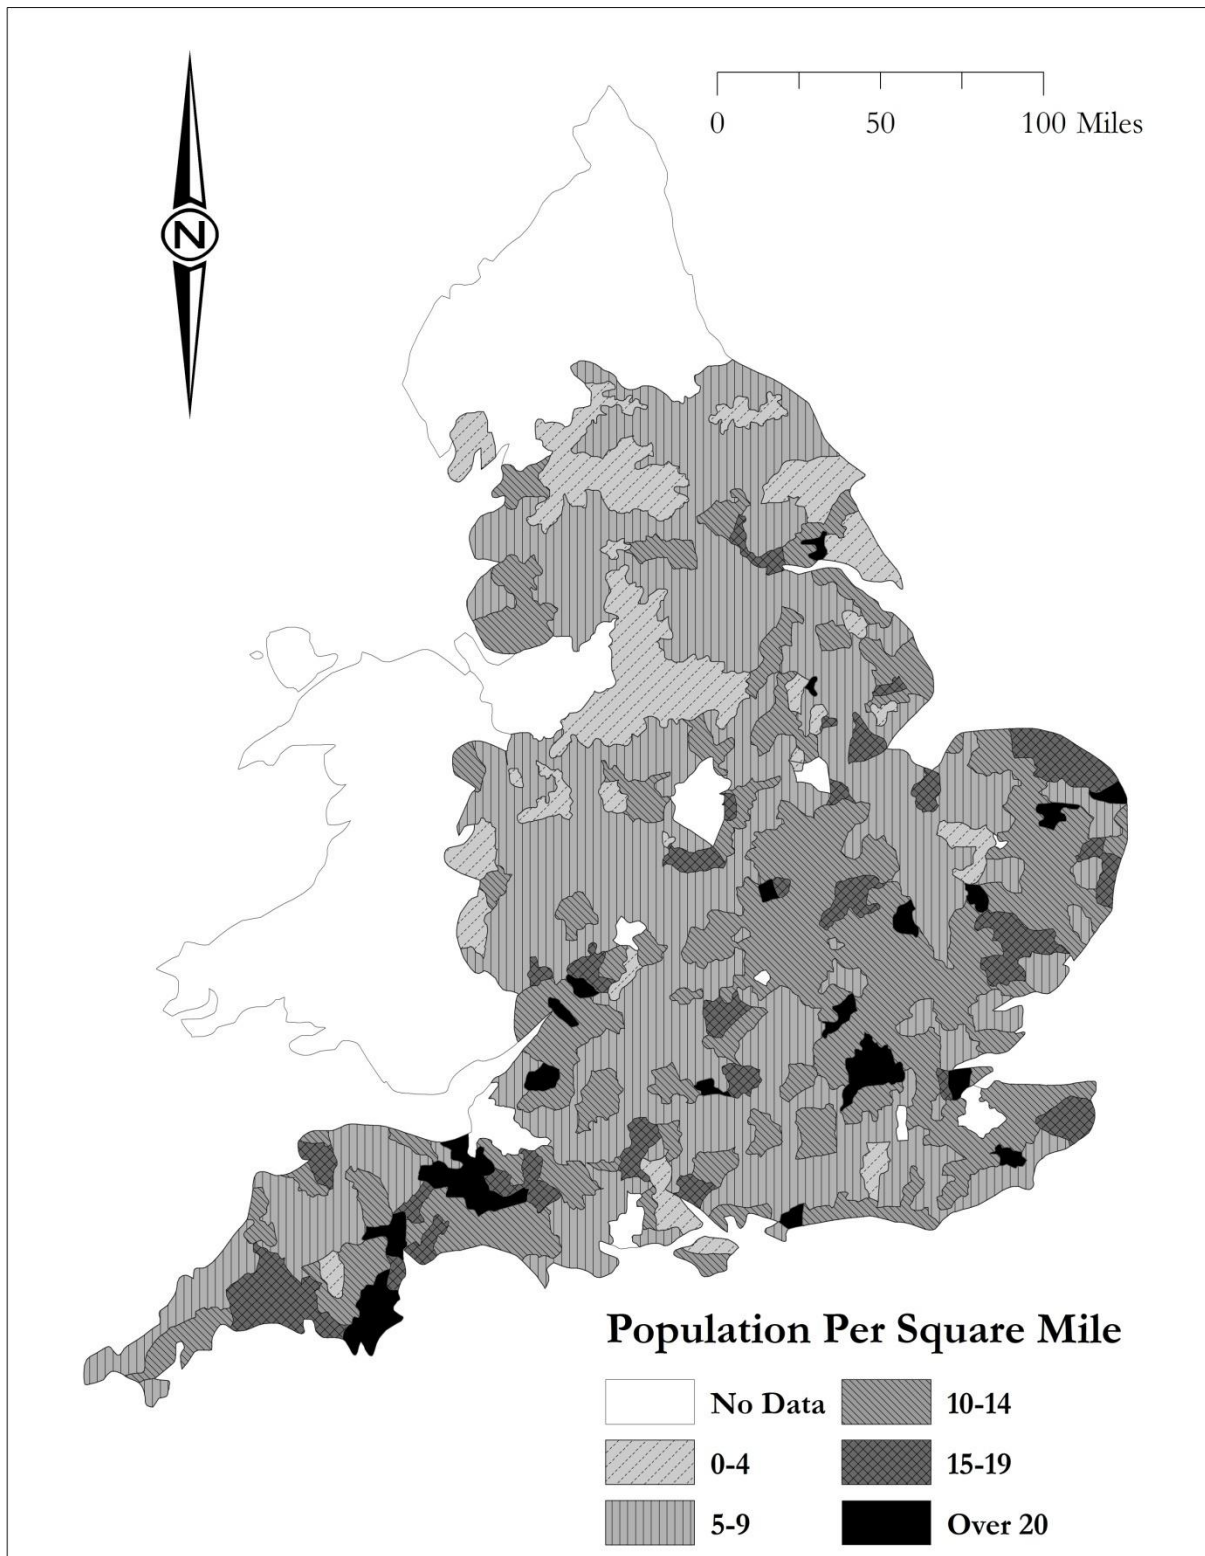 N
0 50 100 Miles
Population Per Square Mile
No Data
0-4
5-9
10-14
15-19
Over 20